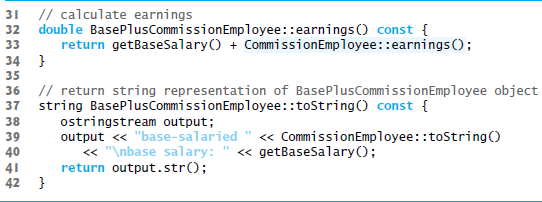 31 // calculate earnings
32 double BasePlusCommissionEmployee::earnings() const {
33    return getBaseSalary() + CommissionEmployee::earnings();
34 }
35
36 // return string representation of BasePlusCommissionEmployee object
37 string BasePlusCommissionEmployee::toString() const {
38    ostringstream output;
39    output << "base-salaried " << CommissionEmployee::toString()
40       << "\nbase salary: " << getBaseSalary();
41    return output.str();
42 }